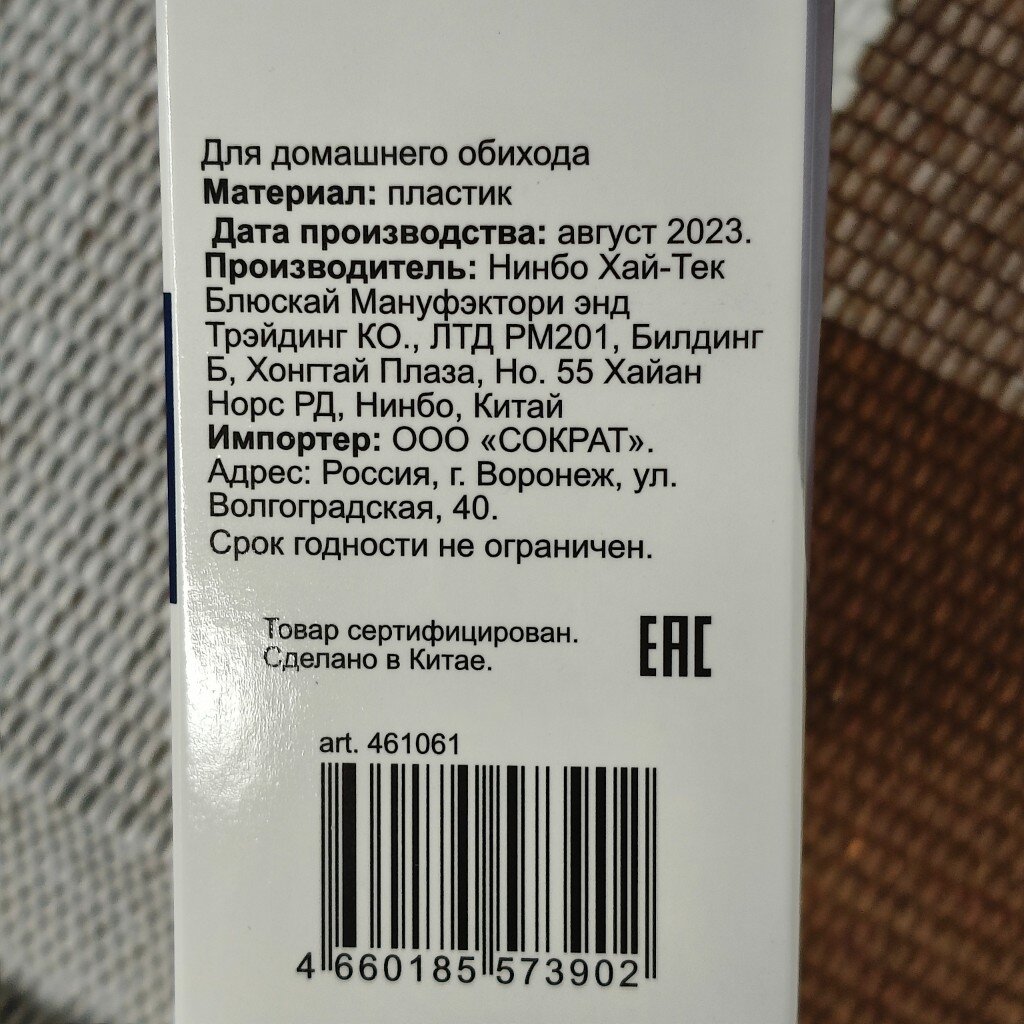 Для домашнего обихода
Материал: пластик
Дата производства: август 2023.
Производитель: Нинбо Хай-Тек
Блюскай Мануфэктори энд
Трэйдинг КО., ЛТД РМ201, Билдинг
Б, Хонгтай Плаза, Но. 55 Хайан
Норс РД, Нинбо, Китай
Импортер: ООО «СОКРАТ».
Адрес: Россия, г. Воронеж, ул.
Волгоградская, 40.
Срок годности не ограничен.
Товар сертифицирован.
Сделано в Китае.
EAC
art. 461061
4 660185 573902